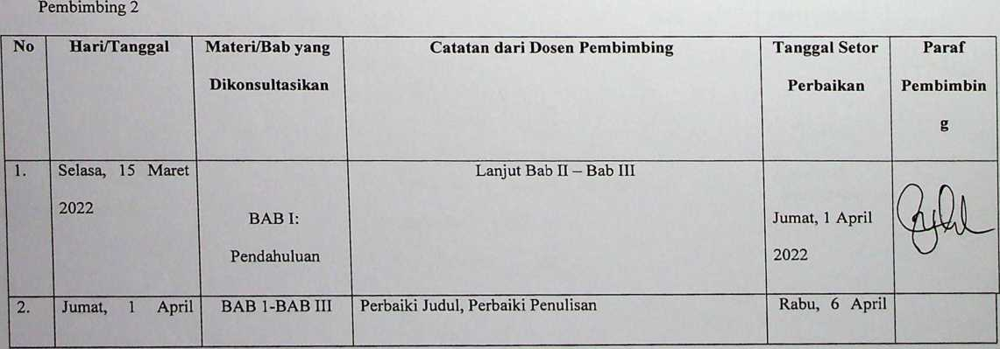 Pembimbing 2
No Hari/Tanggal Materi/Bab yang Catatan dari Dosen Pembimbing Tanggal Setor Paraf
Dikonsultasikan Perbaikan Pembimbin
g
1. Selasa, 15 Maret Lanjut Bab II – Bab III
2022
BAB I: Jumat, 1 April
Pendahuluan 2022
2. Jumat, 1 April BAB 1-BAB III Perbaiki Judul, Perbaiki Penulisan Rabu, 6 April